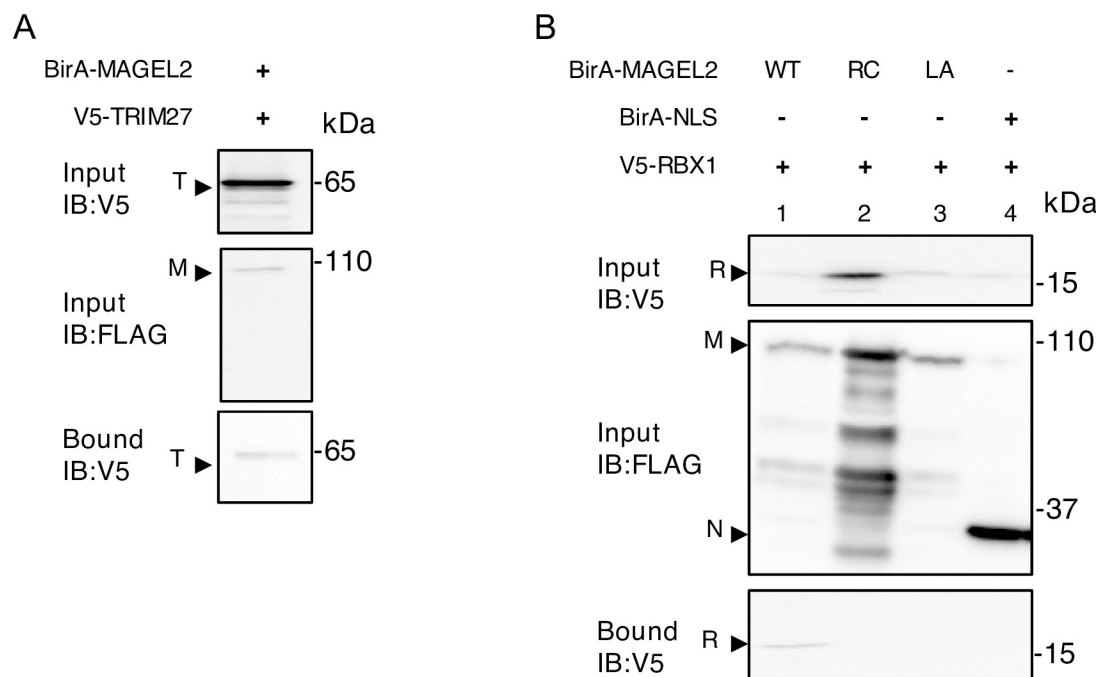 A
BirA-MAGEL2 +
V5-TRIM27 +
kDa
Input
IB:V5
T
-65
Input
IB:FLAG
M
-110
Bound
IB:V5
T
-65
B
BirA-MAGEL2 WT RC LA -
BirA-NLS - - - +
V5-RBX1 + + + +
1 2 3 4 kDa
Input
IB:V5
R
-15
Input
IB:FLAG
M
-110
N
-37
Bound
IB:V5
R
-15